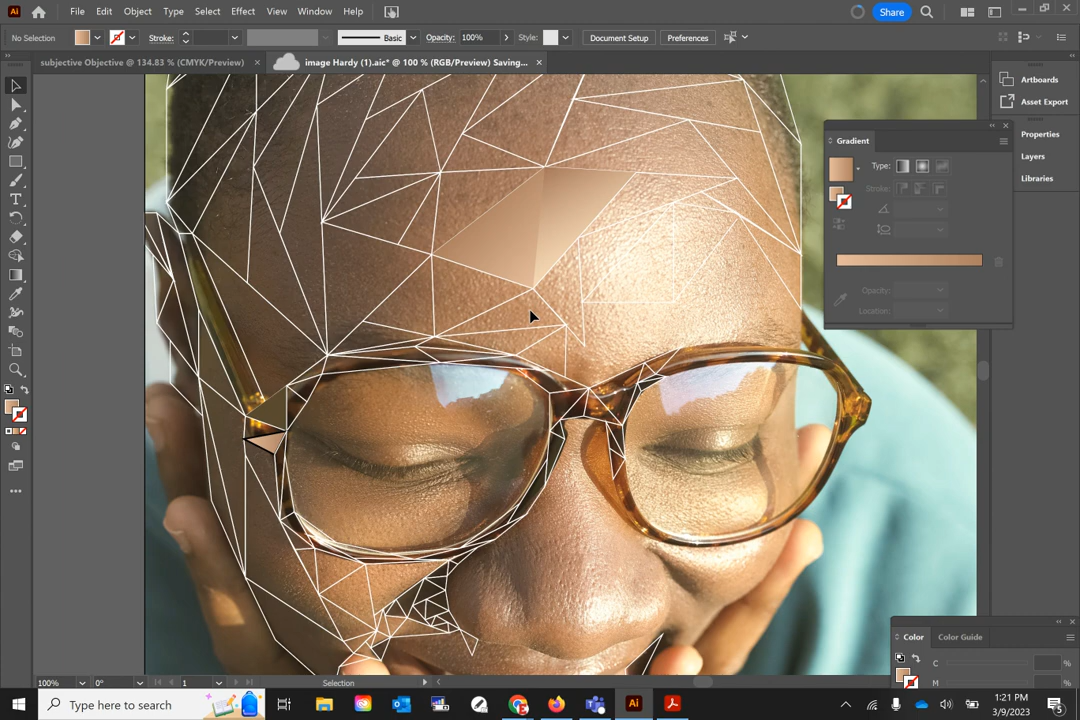 Ai File Edit Object Type Select Effect View Window Help Share
No Selection Stroke: Basic Opacity: 100% Style: Document Setup Preferences
subjective Objective @ 134.83 % (CMYK/Preview) × image Hardy (1).aic* @ 100 % (RGB/Preview) Saving... ×
Artboards
Asset Export
Properties
Layers
Libraries
Gradient
Type:
Stroke:
Opacity:
Location:
Color Color Guide
C %
M %
100% 0° 1 Selection
Type here to search
1:21 PM
3/9/2023
5